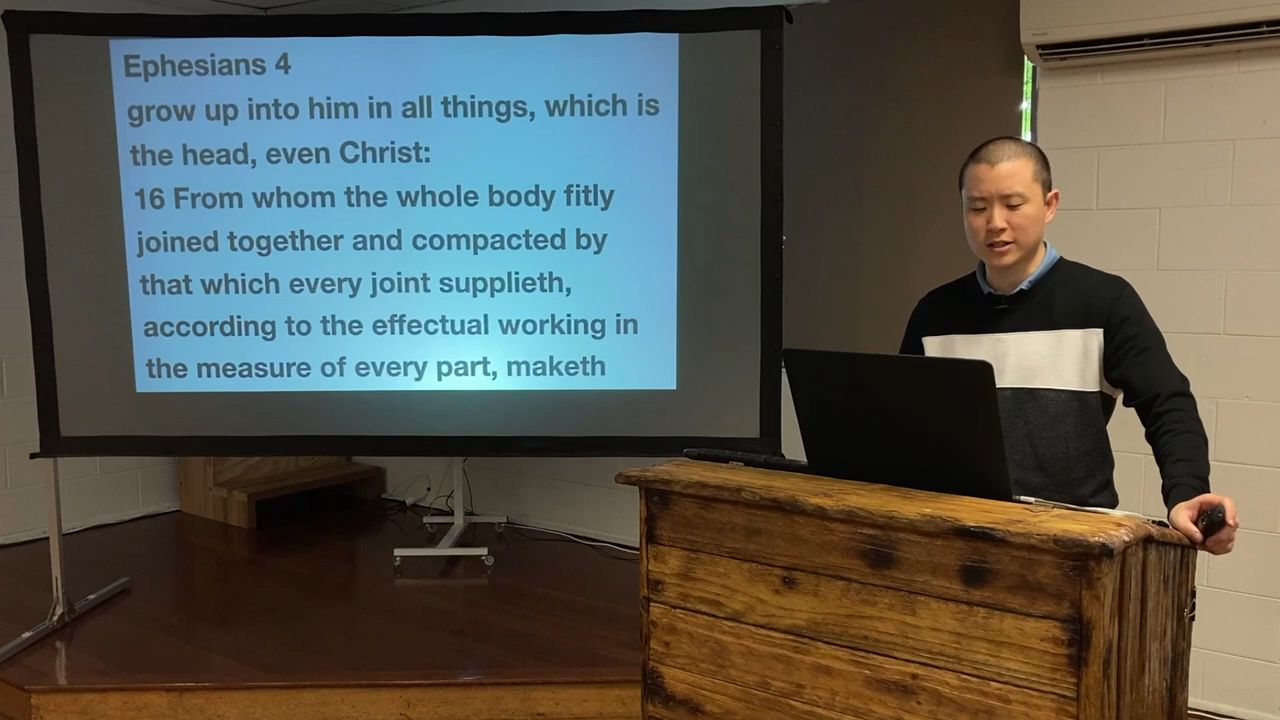 Ephesians 4
grow up into him in all things, which is
the head, even Christ:
16 From whom the whole body fitly
joined together and compacted by
that which every joint supplieth,
according to the effectual working in
the measure of every part, maketh